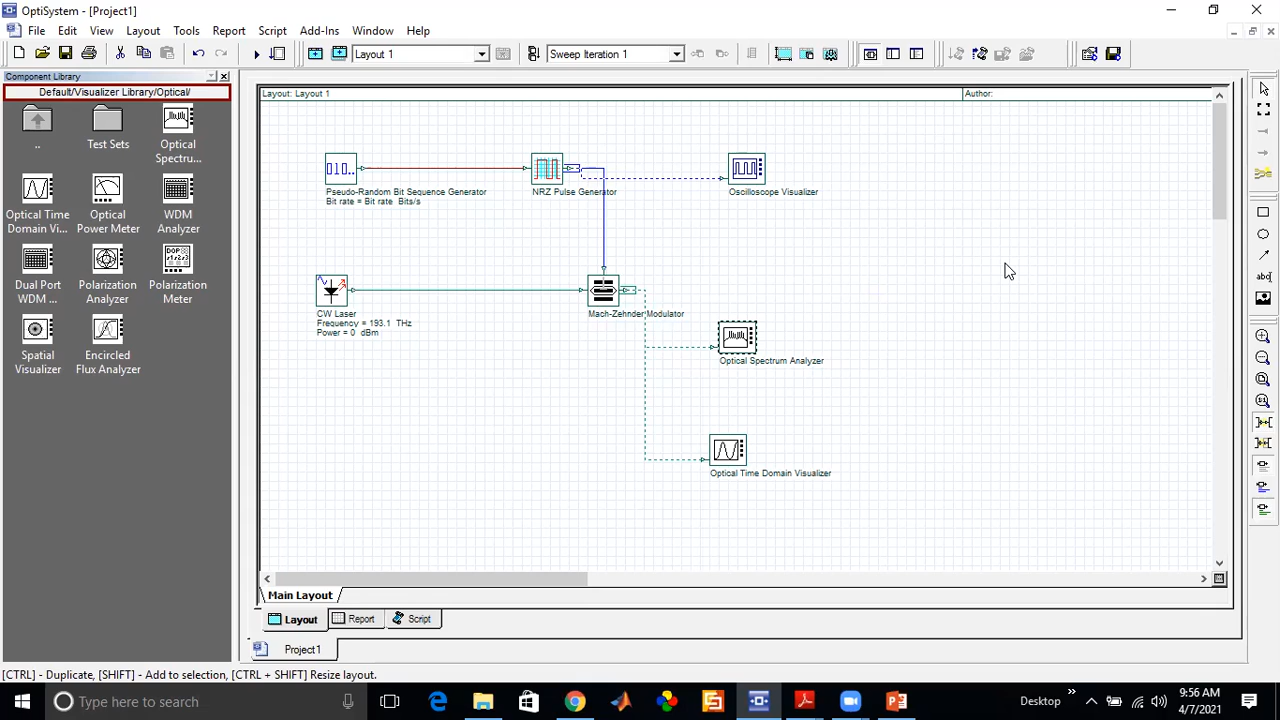 OptiSystem - [Project1]
File Edit View Layout Tools Report Script Add-Ins Window Help
Layout 1
Sweep Iteration 1
Component Library
Default/Visualizer Library/Optical/
..
Test Sets
Optical
Spectru...
Optical Time
Domain Vi...
Optical
Power Meter
WDM
Analyzer
Dual Port
WDM ...
Polarization
Analyzer
DOP
Polarization
Meter
Spatial
Visualizer
Encircled
Flux Analyzer
Layout: Layout 1
Author:
010..
Pseudo-Random Bit Sequence Generator
Bit rate = Bit rate Bits/s
NRZ Pulse Generator
Oscilloscope Visualizer
CW Laser
Frequency = 193.1 THz
Power = 0 dBm
Mach-Zehnder Modulator
Optical Spectrum Analyzer
Optical Time Domain Visualizer
abc
1:1
Main Layout
Layout Report Script
Project1
[CTRL] - Duplicate, [SHIFT] - Add to selection, [CTRL + SHIFT] Resize layout.
Type here to search
Desktop
9:56 AM
4/7/2021